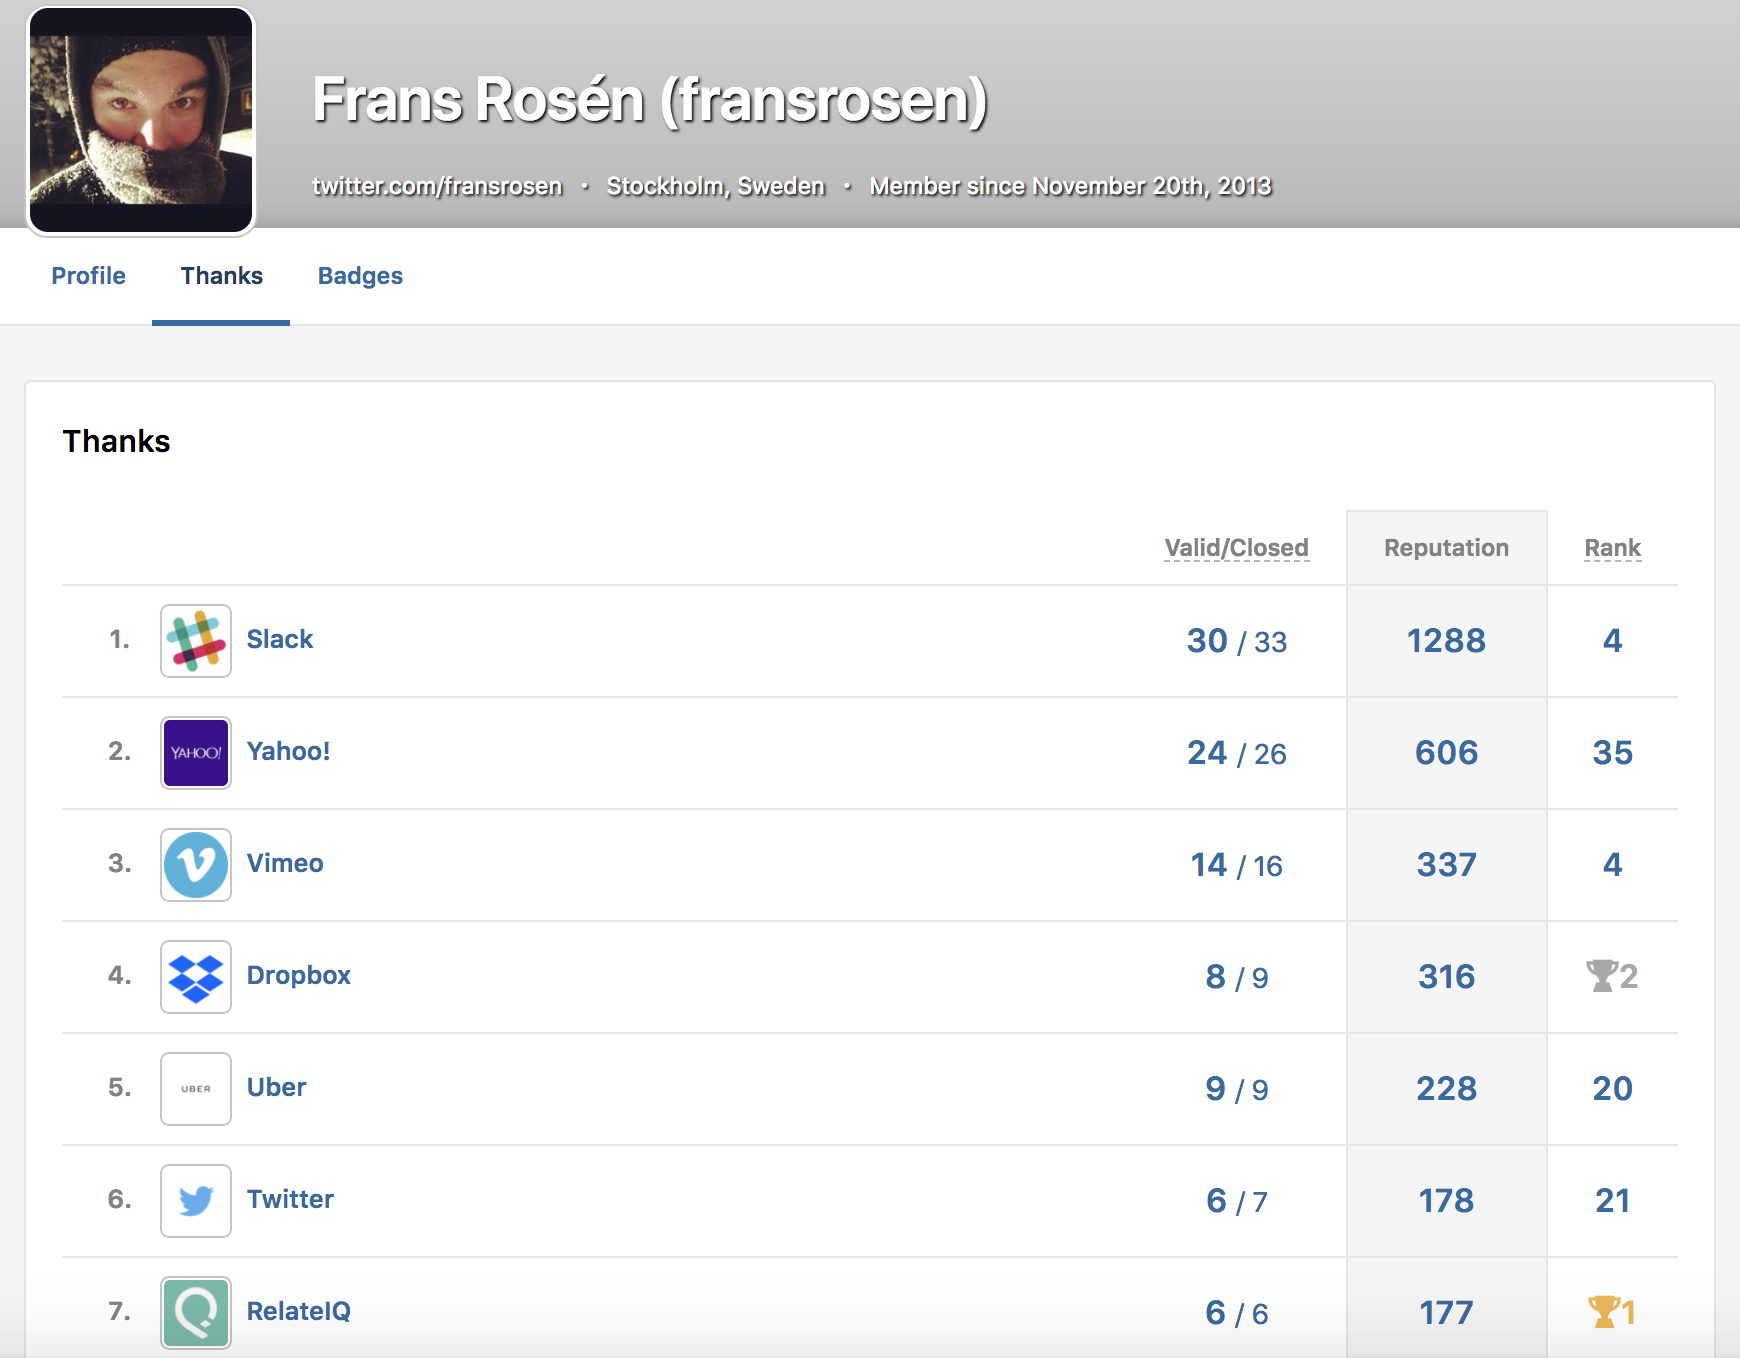 Frans Rosén (fransrosen)
twitter.com/fransrosen · Stockholm, Sweden · Member since November 20th, 2013
Profile Thanks Badges
Thanks
Valid/Closed Reputation Rank
1. Slack 30 / 33 1288 4
2. YAHOO! Yahoo! 24 / 26 606 35
3. Vimeo 14 / 16 337 4
4. Dropbox 8 / 9 316 2
5. UBER Uber 9 / 9 228 20
6. Twitter 6 / 7 178 21
7. RelateIQ 6 / 6 177 1